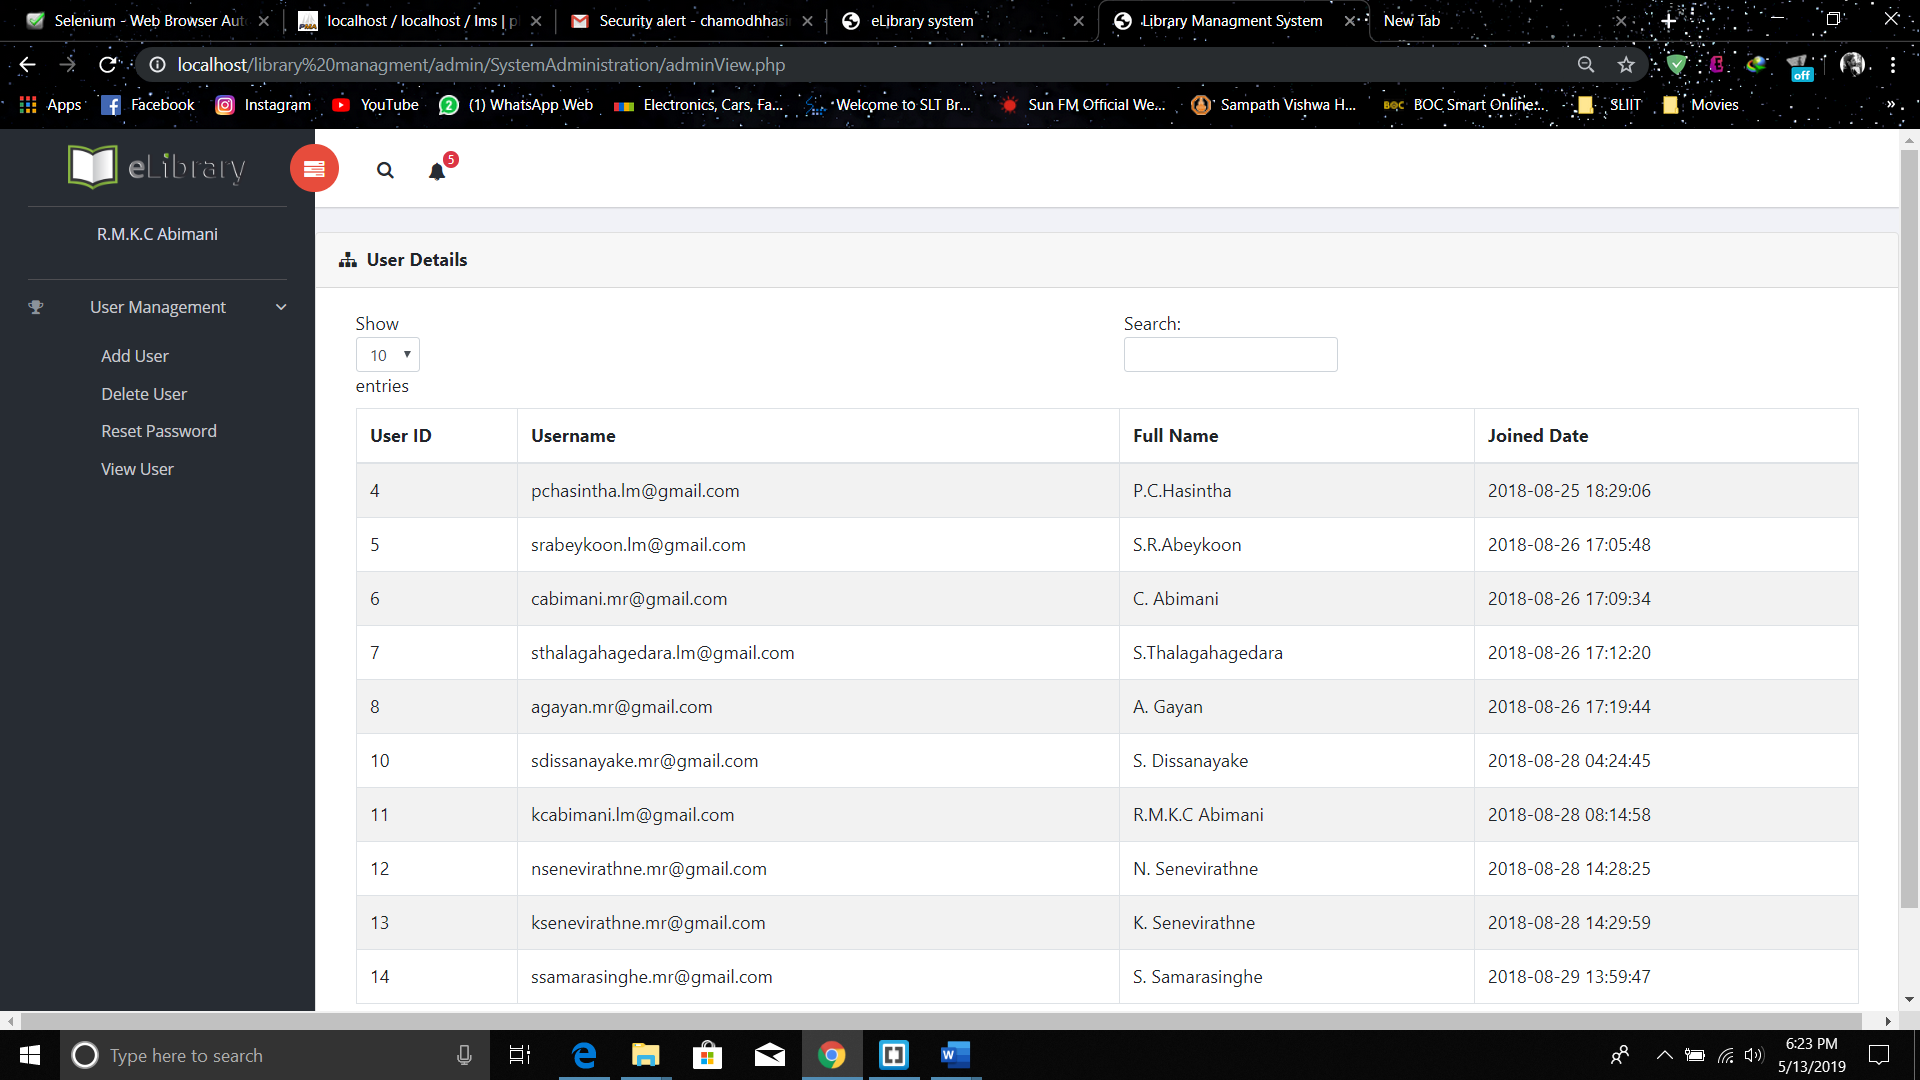 Selenium - Web Browser Aut
localhost / localhost / lms | p
Security alert - chamodhhasi
eLibrary system
Library Managment System
New Tab
localhost/library%20managment/admin/SystemAdministration/adminView.php
off
Apps
Facebook
Instagram
YouTube
(1) WhatsApp Web
Electronics, Cars, Fa...
Welcome to SLT Br...
Sun FM Official We...
Sampath Vishwa H...
BOC Smart Online...
SLIIT
Movies
»
eLibrary
5
R.M.K.C Abimani
User Details
User Management
Add User
Delete User
Reset Password
View User
Show
10
entries
Search:
User ID Username Full Name Joined Date
4 pchasintha.lm@gmail.com P.C.Hasintha 2018-08-25 18:29:06
5 srabeykoon.lm@gmail.com S.R.Abeykoon 2018-08-26 17:05:48
6 cabimani.mr@gmail.com C. Abimani 2018-08-26 17:09:34
7 sthalagahagedara.lm@gmail.com S.Thalagahagedara 2018-08-26 17:12:20
8 agayan.mr@gmail.com A. Gayan 2018-08-26 17:19:44
10 sdissanayake.mr@gmail.com S. Dissanayake 2018-08-28 04:24:45
11 kcabimani.lm@gmail.com R.M.K.C Abimani 2018-08-28 08:14:58
12 nsenevirathne.mr@gmail.com N. Senevirathne 2018-08-28 14:28:25
13 ksenevirathne.mr@gmail.com K. Senevirathne 2018-08-28 14:29:59
14 ssamarasinghe.mr@gmail.com S. Samarasinghe 2018-08-29 13:59:47
Type here to search
6:23 PM
5/13/2019